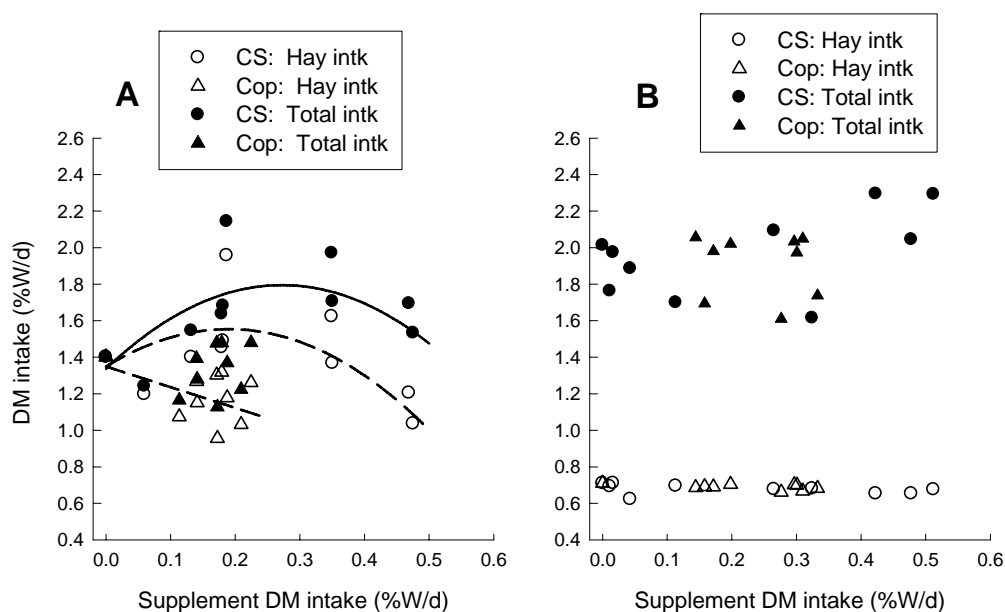 A
CS: Hay intk
Cop: Hay intk
CS: Total intk
Cop: Total intk
DM intake (%W/d)
2.6
2.4
2.2
2.0
1.8
1.6
1.4
1.2
1.0
0.8
0.6
0.4
0.0 0.1 0.2 0.3 0.4 0.5 0.6
Supplement DM intake (%W/d)
B
CS: Hay intk
Cop: Hay intk
CS: Total intk
Cop: Total intk
2.6
2.4
2.2
2.0
1.8
1.6
1.4
1.2
1.0
0.8
0.6
0.4
0.0 0.1 0.2 0.3 0.4 0.5 0.6
Supplement DM intake (%W/d)